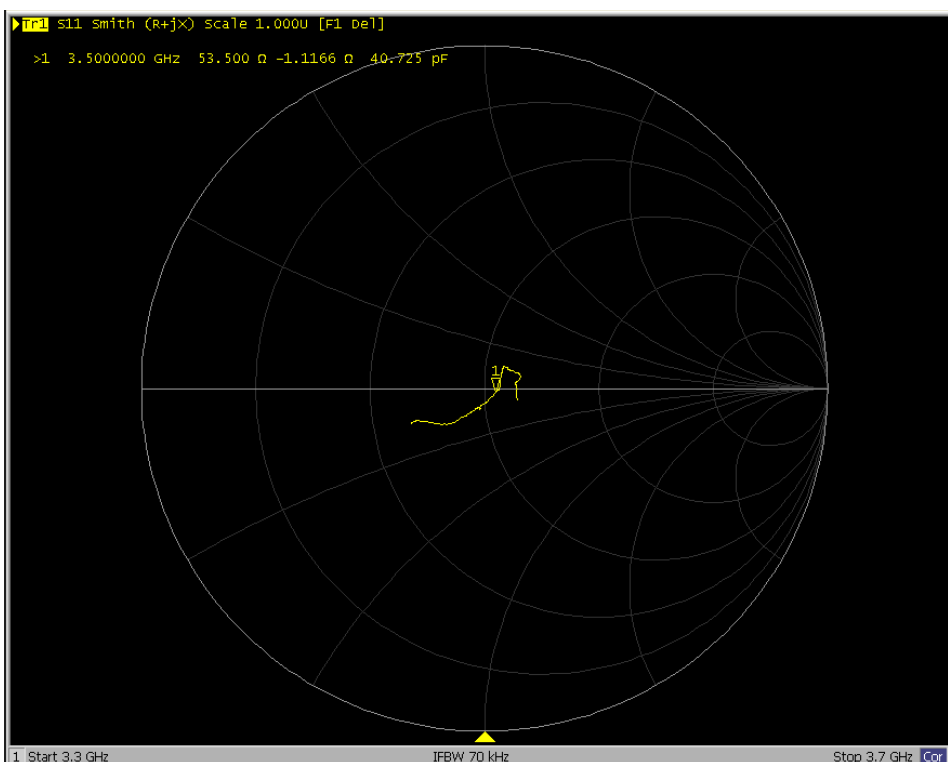 Tr1 S11 Smith (R+jX) Scale 1.000U [F1 Del]
>1 3.5000000 GHz 53.500 Ω -1.1166 Ω 40.725 pF
1
1 Start 3.3 GHz IFBW 70 kHz Stop 3.7 GHz Cor